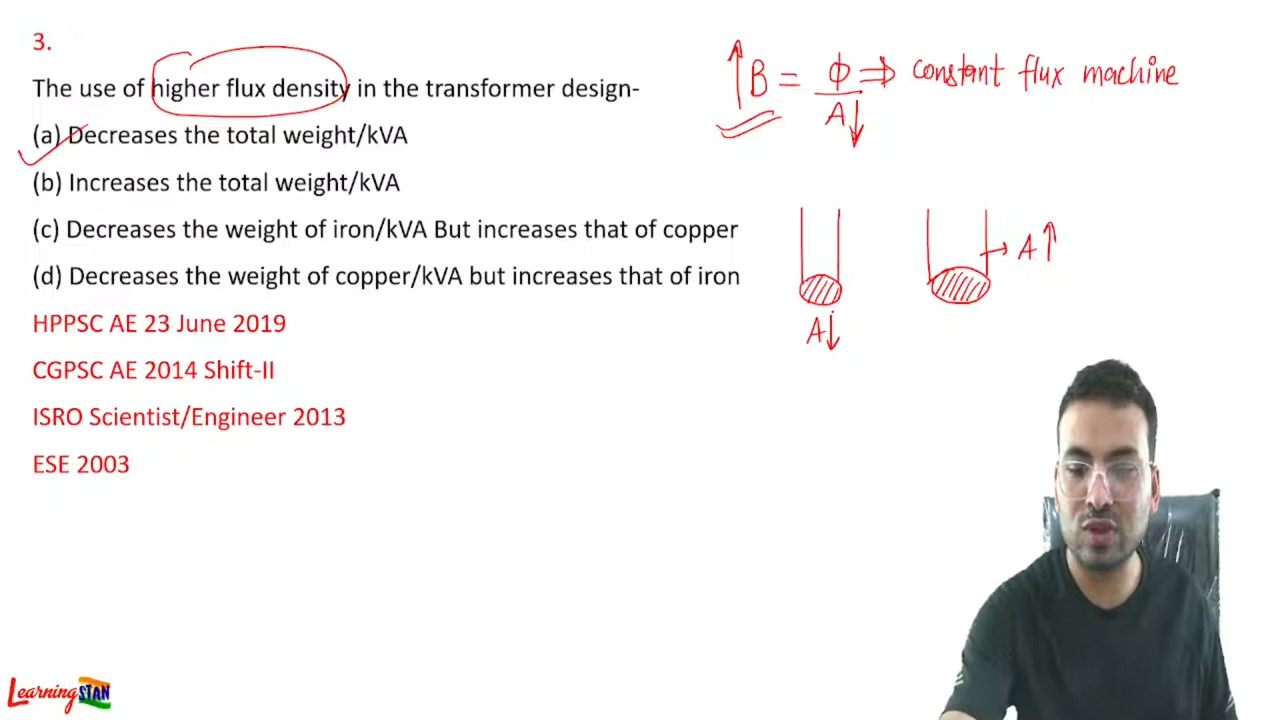 3.
The use of higher flux density in the transformer design-
(a) Decreases the total weight/kVA
(b) Increases the total weight/kVA
(c) Decreases the weight of iron/kVA But increases that of copper
(d) Decreases the weight of copper/kVA but increases that of iron
HPPSC AE 23 June 2019
CGPSC AE 2014 Shift-II
ISRO Scientist/Engineer 2013
ESE 2003
↑B = Φ/A↓ ⇒ constant flux machine
A↓
→ A↑
Learning STAN